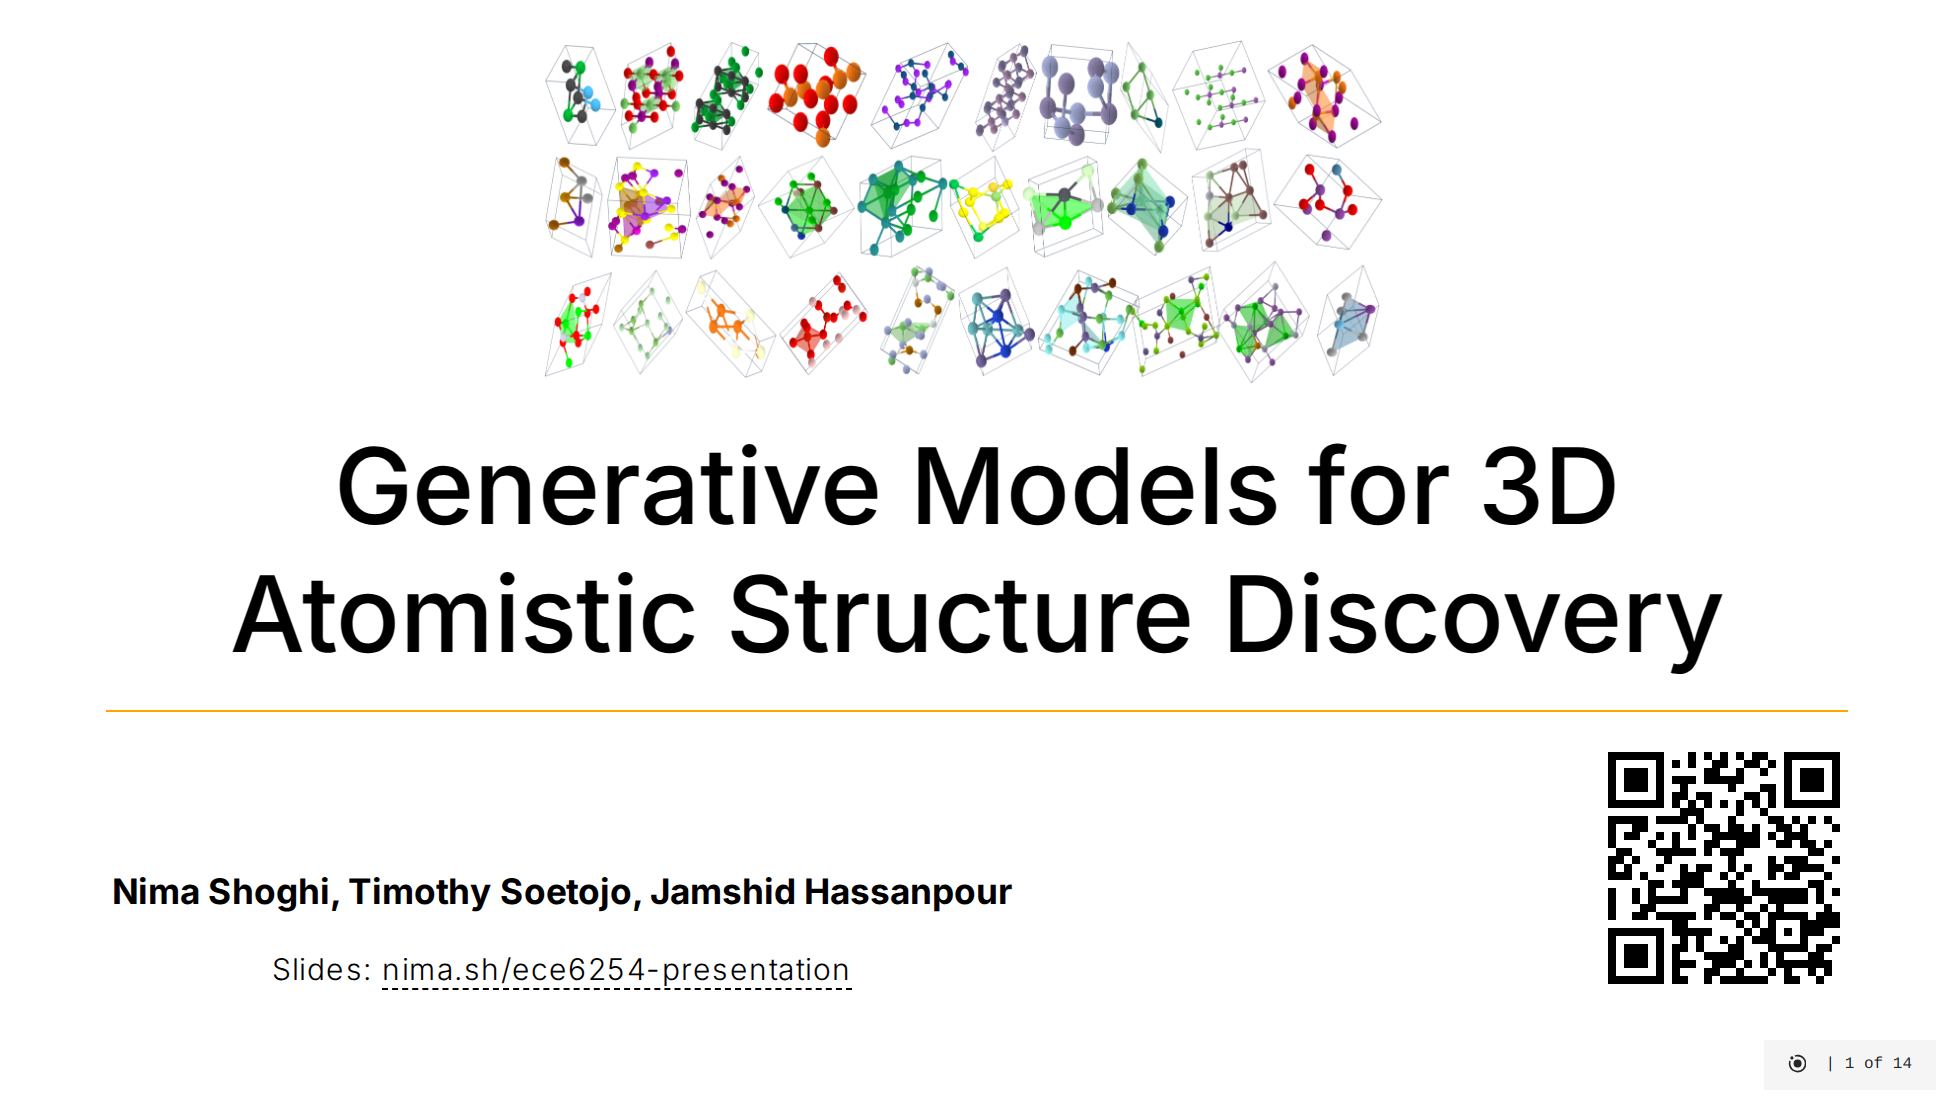 Generative Models for 3D
Atomistic Structure Discovery
Nima Shoghi, Timothy Soetojo, Jamshid Hassanpour
Slides: nima.sh/ece6254-presentation
| 1 of 14